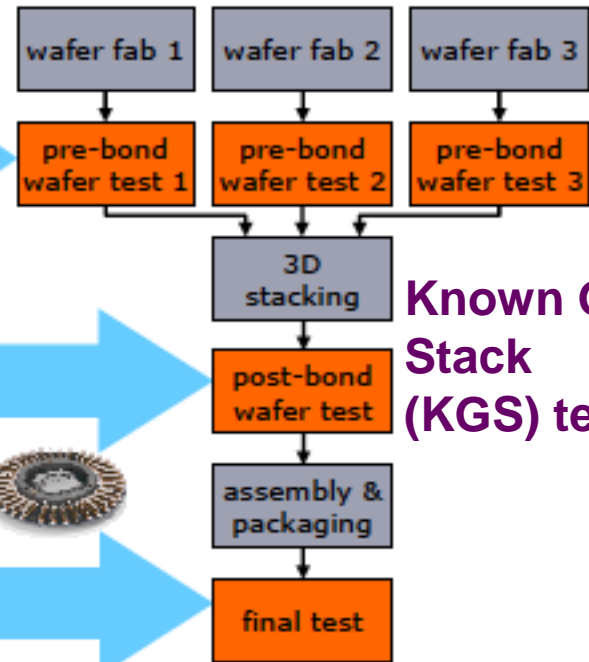 wafer fab 1
wafer fab 2
wafer fab 3
pre-bond
wafer test 1
pre-bond
wafer test 2
pre-bond
wafer test 3
3D
stacking
Known
Stack
(KGS)
post-bond
wafer test
assembly &
packaging
final test